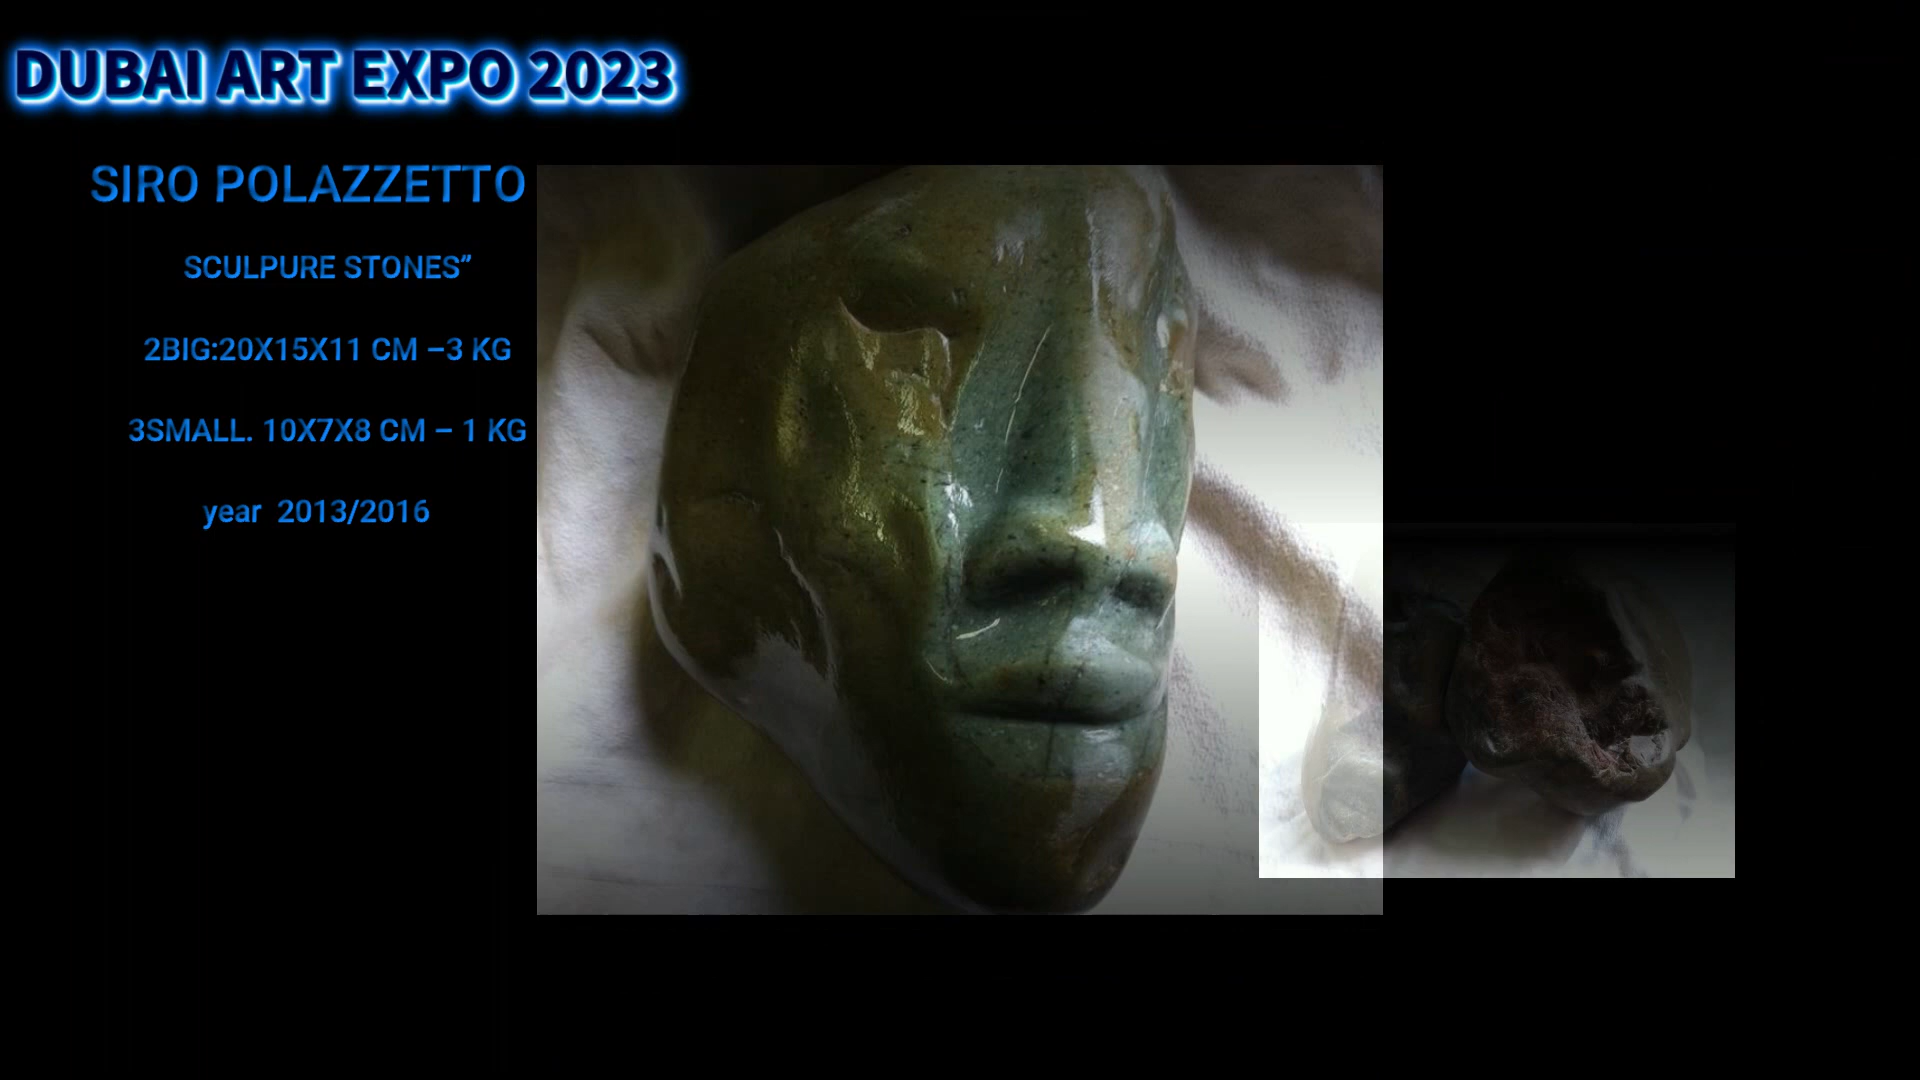 DUBAI ART EXPO 2023
SIRO POLAZZETTO
SCULPURE STONES”
2BIG:20X15X11 CM –3 KG
3SMALL. 10X7X8 CM – 1 KG
year 2013/2016